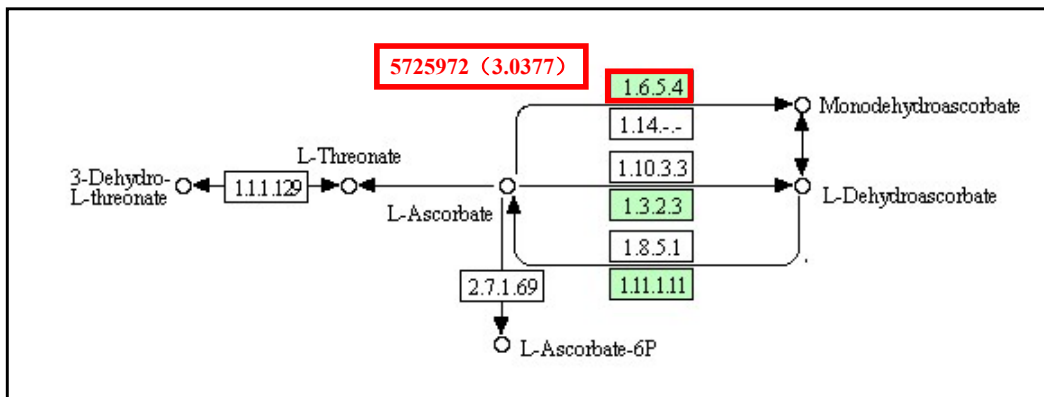 5725972（3.0377）
1.6.5.4
Monodehydroascorbate
1.14.-.-
L-Threonate
1.10.3.3
3-Dehydro-
L-threonate
1.1.1.129
L-Ascorbate
L-Dehydroascorbate
1.3.2.3
1.8.5.1
2.7.1.69
1.11.1.11
L-Ascorbate-6P